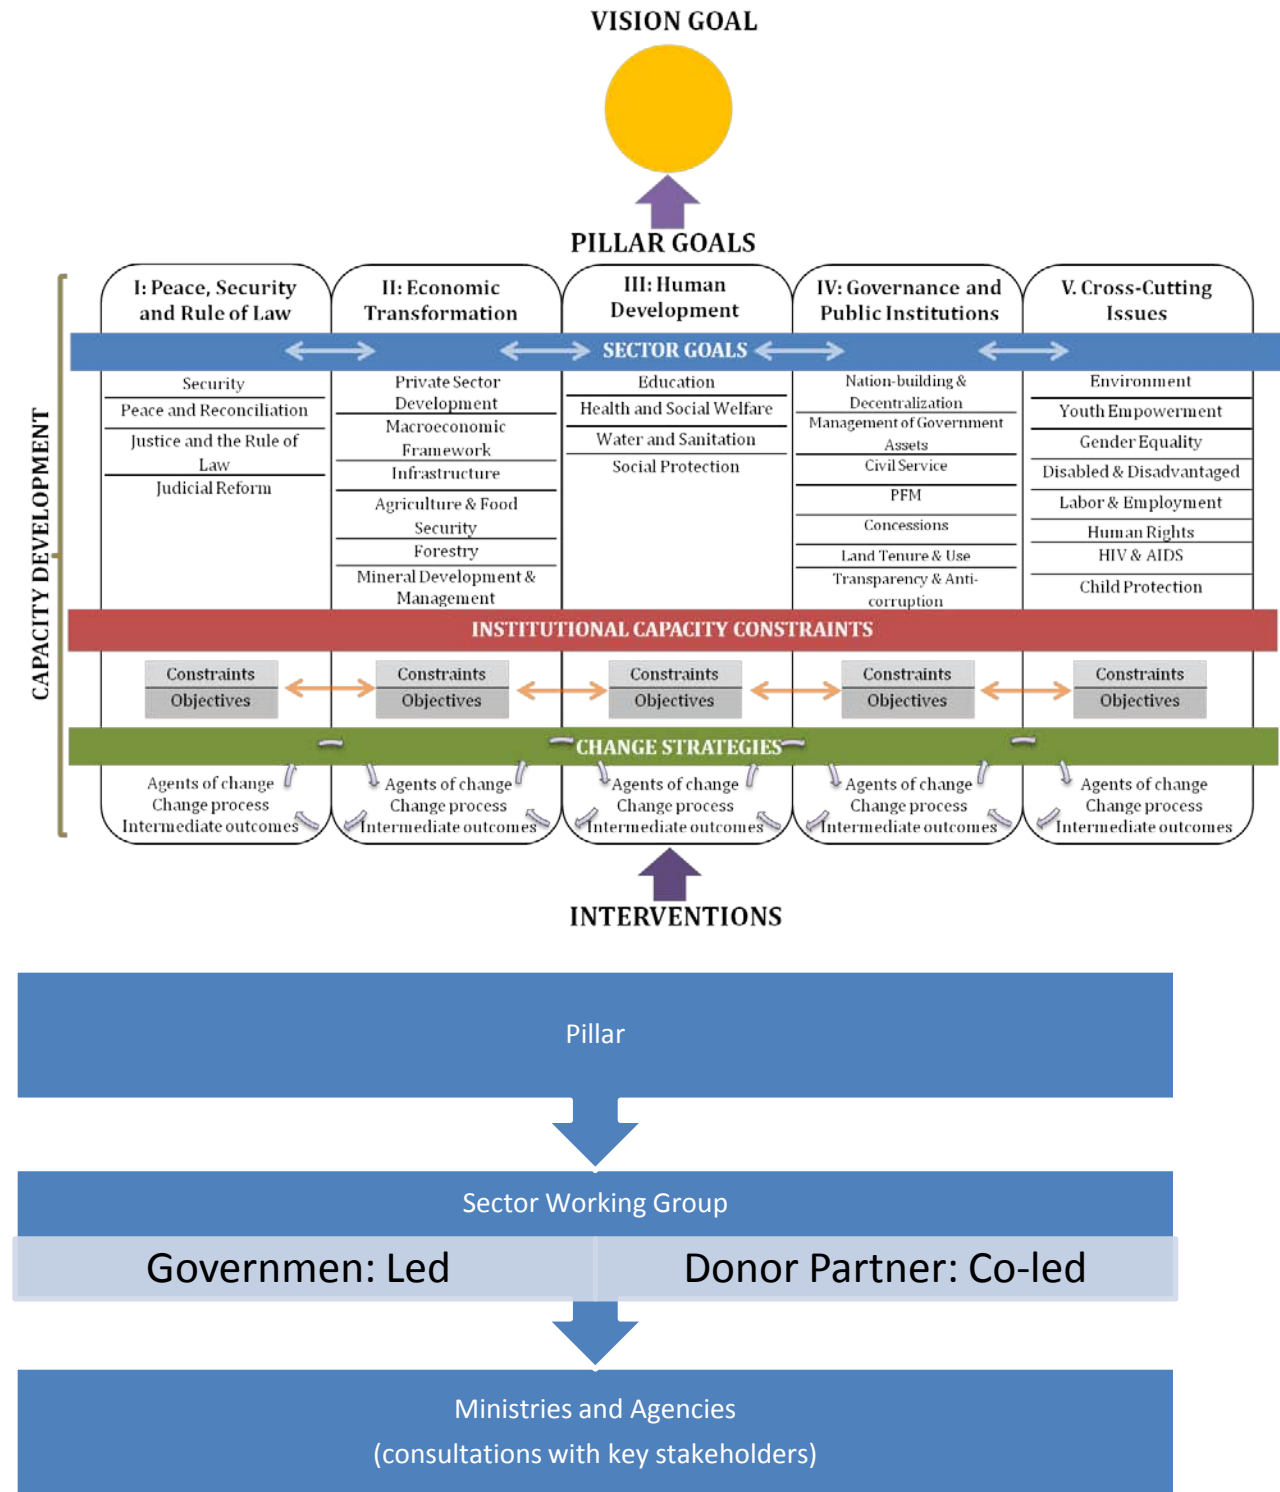 VISION GOAL
PILLAR GOALS
CAPACITY DEVELOPMENT
I: Peace, Security
and Rule of Law
II: Economic
Transformation
III: Human
Development
IV: Governance and
Public Institutions
V. Cross-Cutting
Issues
SECTOR GOALS
Security
Peace and Reconciliation
Justice and the Rule of
Law
Judicial Reform
Private Sector
Development
Macroeconomic
Framework
Infrastructure
Agriculture & Food
Security
Forestry
Mineral Development &
Management
Education
Health and Social Welfare
Water and Sanitation
Social Protection
Nation-building &
Decentralization
Management of Government
Assets
Civil Service
PFM
Concessions
Land Tenure & Use
Transparency & Anti-
corruption
Environment
Youth Empowerment
Gender Equality
Disabled & Disadvantaged
Labor & Employment
Human Rights
HIV & AIDS
Child Protection
INSTITUTIONAL CAPACITY CONSTRAINTS
Constraints
Objectives
Constraints
Objectives
Constraints
Objectives
Constraints
Objectives
Constraints
Objectives
CHANGE STRATEGIES
Agents of change
Change process
Intermediate outcomes
Agents of change
Change process
Intermediate outcomes
Agents of change
Change process
Intermediate outcomes
Agents of change
Change process
Intermediate outcomes
Agents of change
Change process
Intermediate outcomes
INTERVENTIONS
Pillar
Sector Working Group
Governmen: Led
Donor Partner: Co-led
Ministries and Agencies
(consultations with key stakeholders)